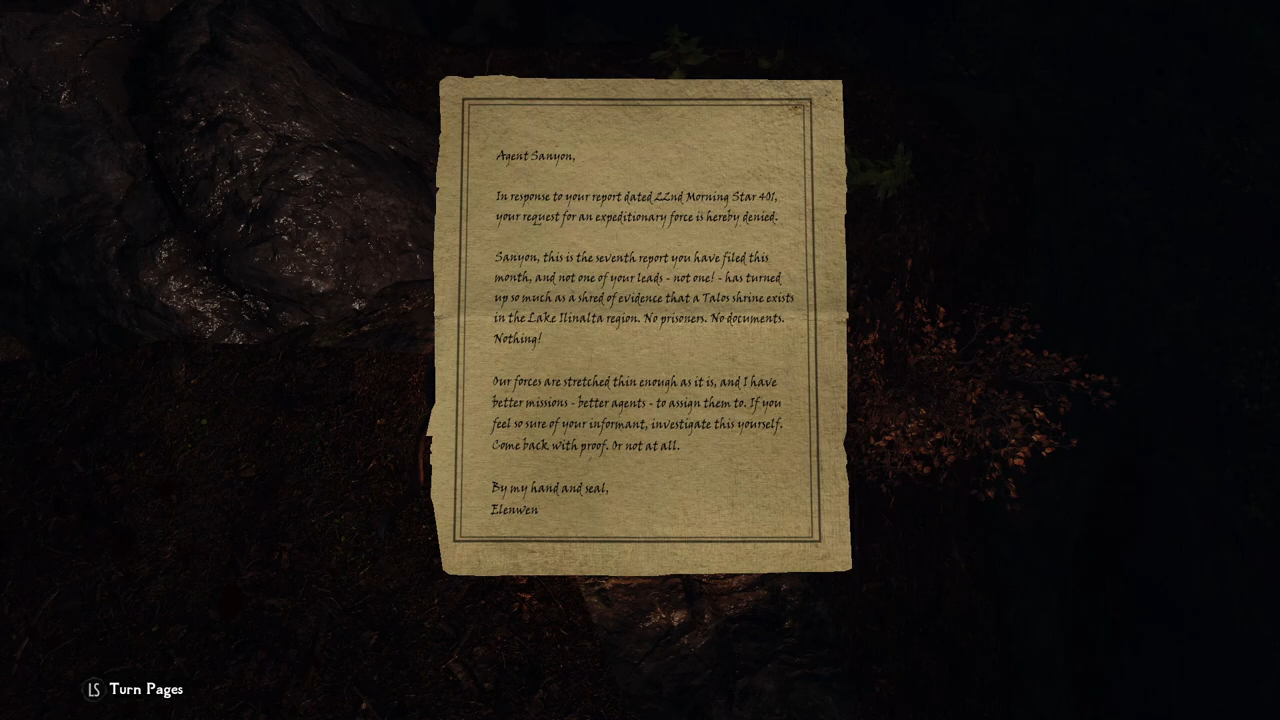 Agent Sanyon,
In response to your report dated 22nd Morning Star 401,
your request for an expeditionary force is hereby denied.
Sanyon, this is the seventh report you have filed this
month, and not one of your leads - not one! - has turned
up so much as a shred of evidence that a Talos shrine exists
in the Lake Ilinalta region. No prisoners. No documents.
Nothing!
Our forces are stretched thin enough as it is, and I have
better missions - better agents - to assign them to. If you
feel so sure of your informant, investigate this yourself.
Come back with proof. Or not at all.
By my hand and seal,
Elenwen
LS Turn Pages